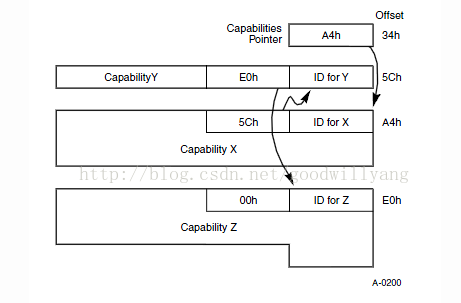 Offset
Capabilities
Pointer
A4h
34h
CapabilityY
E0h
ID for Y
5Ch
5Ch
ID for X
A4h
Capability X
http://blog.csdn.net/goodwillyang
00h
ID for Z
E0h
Capability Z
A-0200